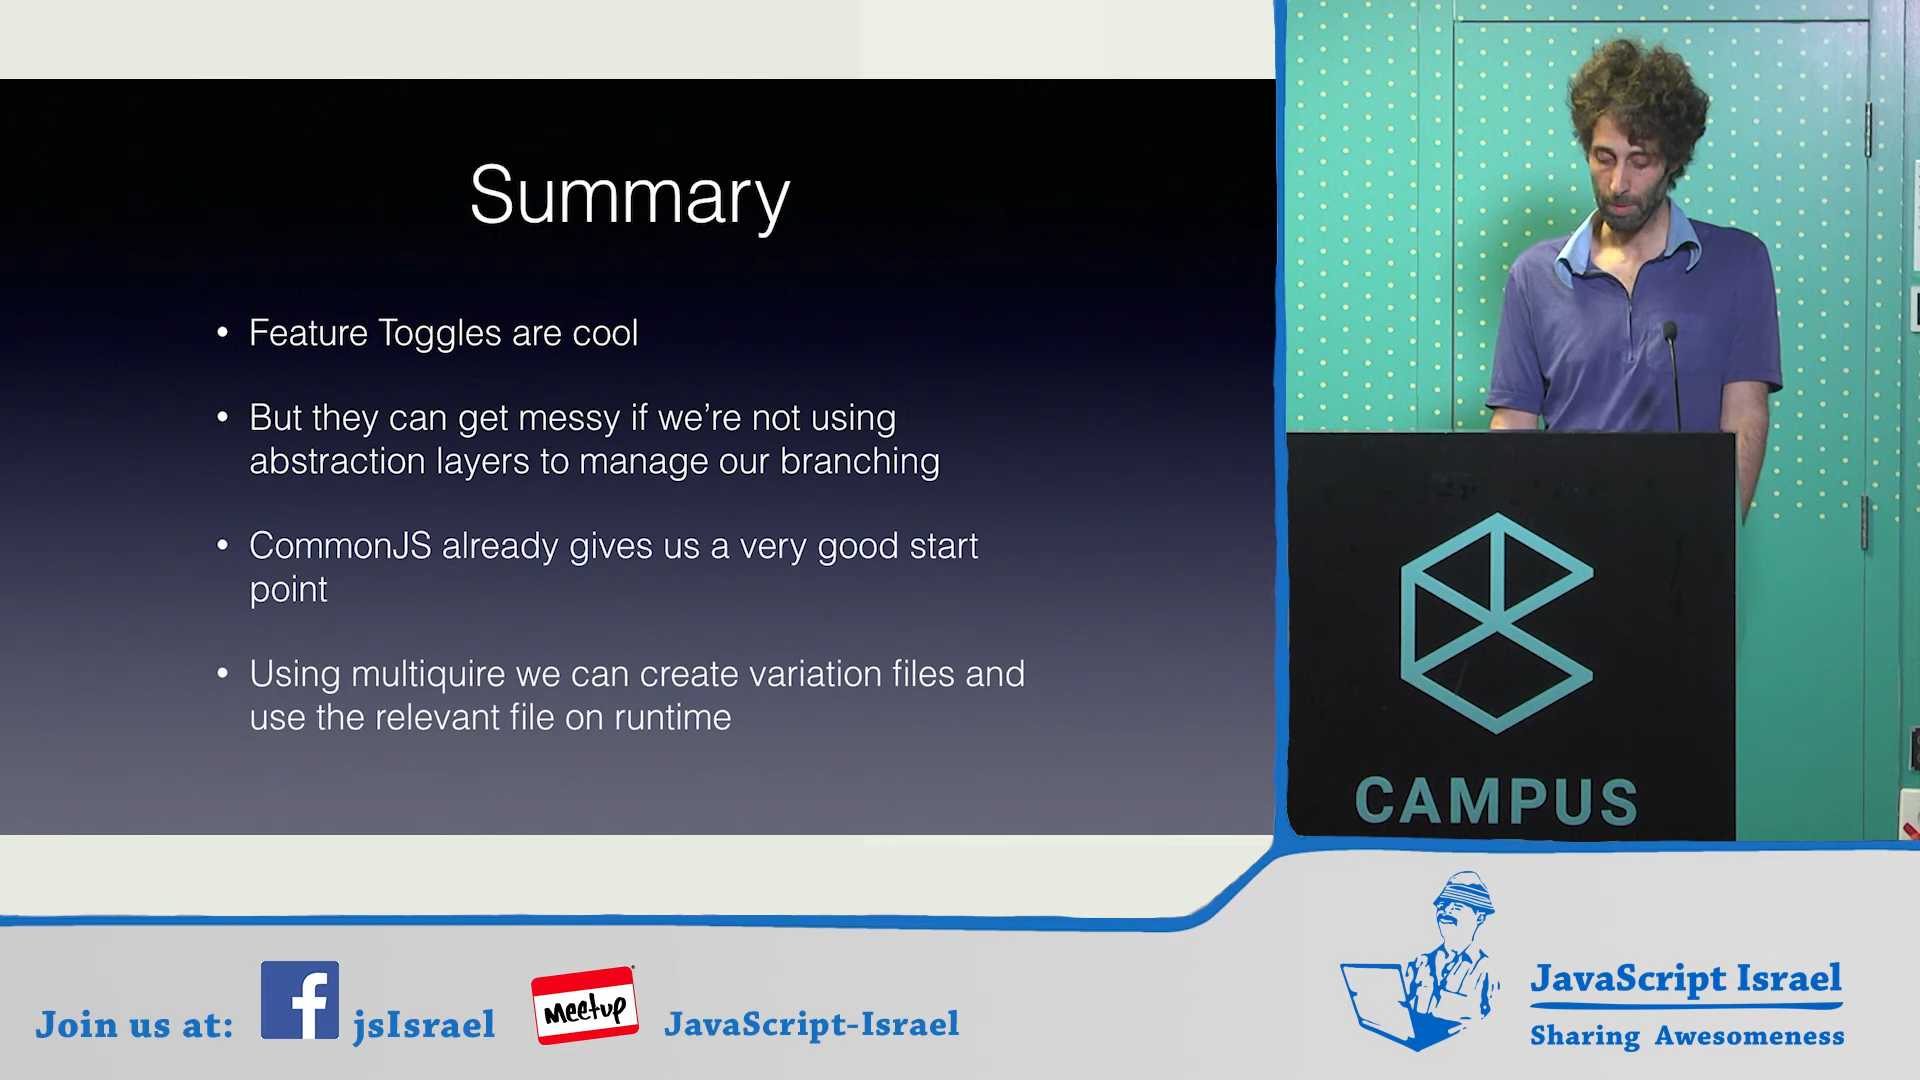 Summary
• Feature Toggles are cool
• But they can get messy if we’re not using
abstraction layers to manage our branching
• CommonJS already gives us a very good start
point
• Using multiquire we can create variation files and
use the relevant file on runtime
CAMPUS
Join us at:
f
jsIsrael
Meetup
JavaScript-Israel
JavaScript Israel
Sharing Awesomeness